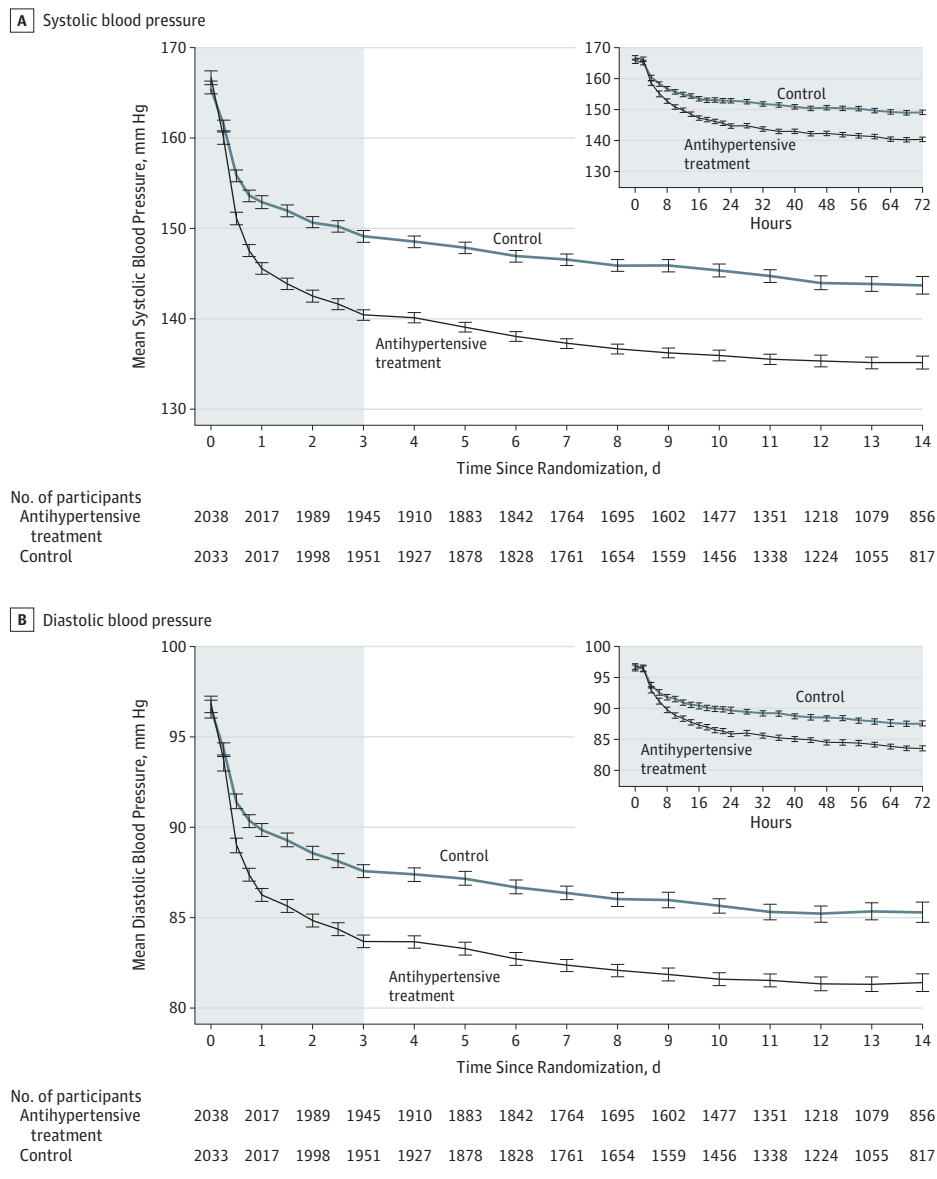 A Systolic blood pressure
170
160
150
140
130
Mean Systolic Blood Pressure, mm Hg
Control
Antihypertensive
treatment
0 1 2 3 4 5 6 7 8 9 10 11 12 13 14
Time Since Randomization, d
170
160
150
140
130
Control
Antihypertensive
treatment
0 8 16 24 32 40 48 56 64 72
Hours
No. of participants
Antihypertensive
treatment
2038 2017 1989 1945 1910 1883 1842 1764 1695 1602 1477 1351 1218 1079 856
Control 2033 2017 1998 1951 1927 1878 1828 1761 1654 1559 1456 1338 1224 1055 817
B Diastolic blood pressure
100
95
90
85
80
Mean Diastolic Blood Pressure, mm Hg
Control
Antihypertensive
treatment
0 1 2 3 4 5 6 7 8 9 10 11 12 13 14
Time Since Randomization, d
100
95
90
85
80
Control
Antihypertensive
treatment
0 8 16 24 32 40 48 56 64 72
Hours
No. of participants
Antihypertensive
treatment
2038 2017 1989 1945 1910 1883 1842 1764 1695 1602 1477 1351 1218 1079 856
Control 2033 2017 1998 1951 1927 1878 1828 1761 1654 1559 1456 1338 1224 1055 817